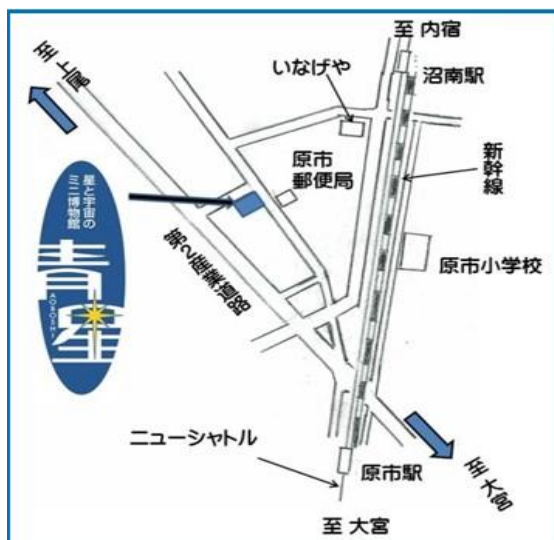 至 内宿
至 上尾
いなげや
沼南駅
新幹線
原市
郵便局
星と宇宙の
ミニ博物館
青星
AOBOSHI
第2産業道路
原市小学校
ニューシャトル
原市駅
至 大宮
至 大宮